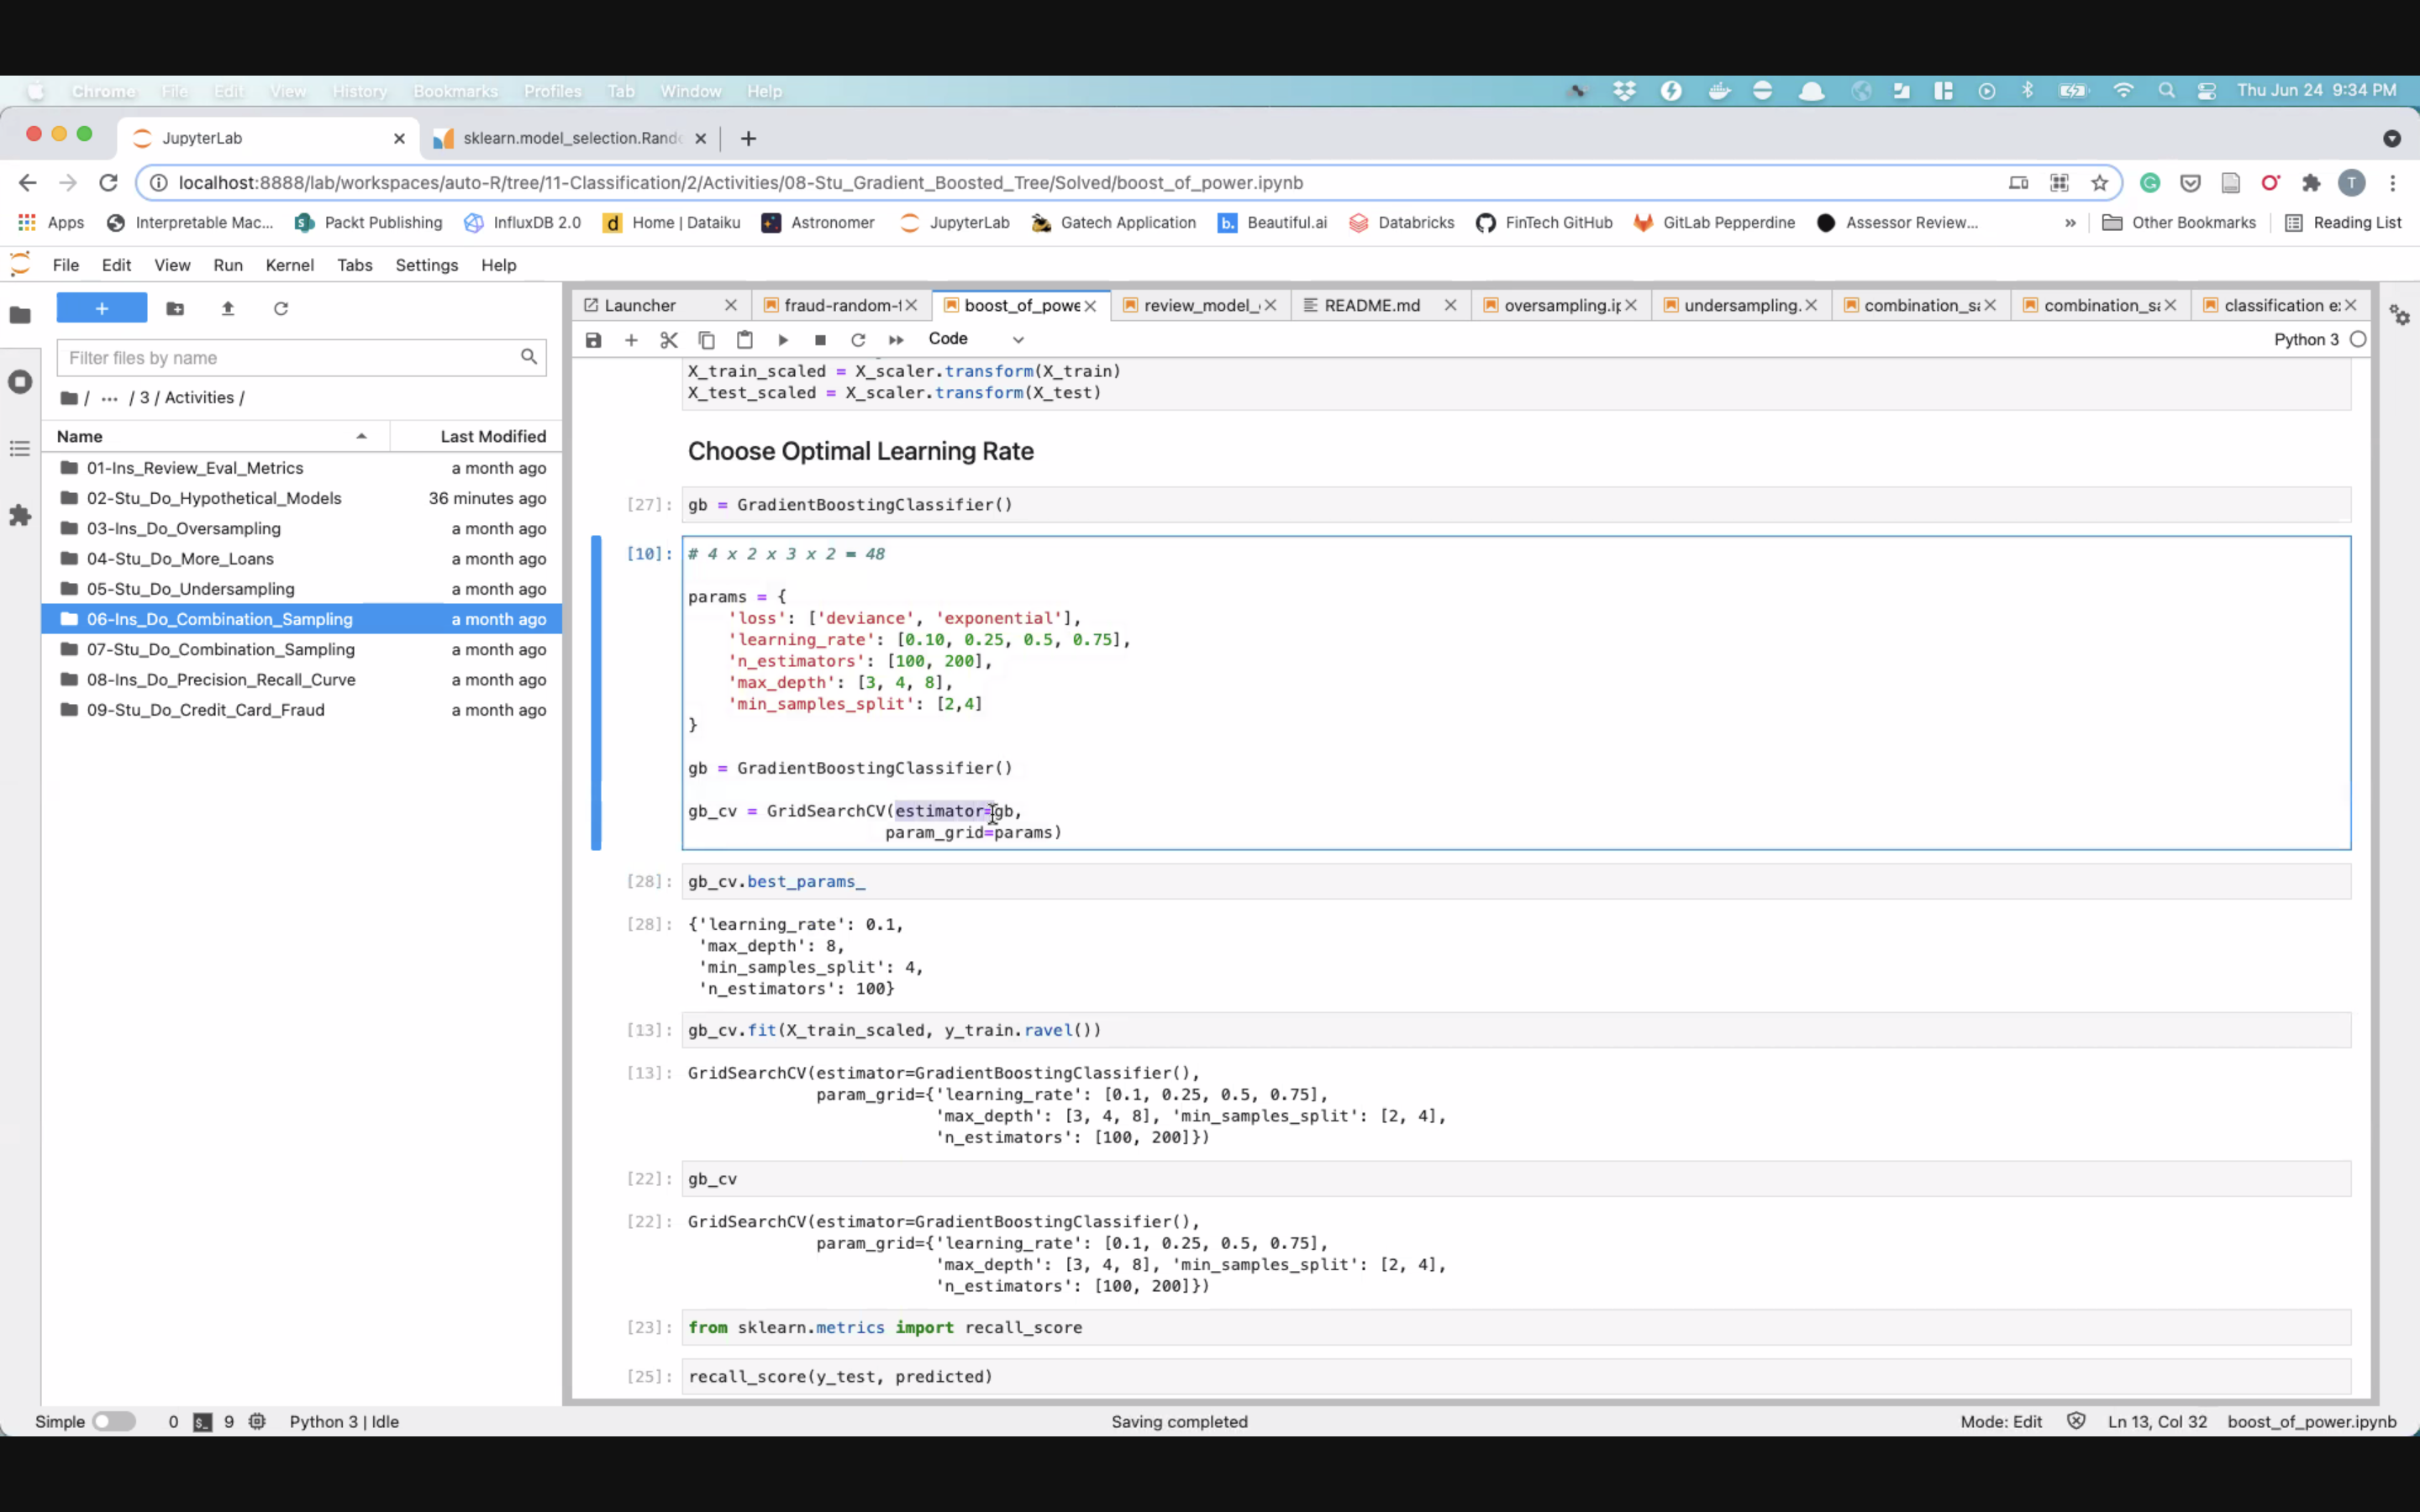 Chrome File Edit View History Bookmarks Profiles Tab Window Help Thu Jun 24 9:34 PM
JupyterLab sklearn.model_selection.Rand
localhost:8888/lab/workspaces/auto-R/tree/11-Classification/2/Activities/08-Stu_Gradient_Boosted_Tree/Solved/boost_of_power.ipynb T
Apps Interpretable Mac... Packt Publishing InfluxDB 2.0 Home | Dataiku Astronomer JupyterLab Gatech Application Beautiful.ai Databricks FinTech GitHub GitLab Pepperdine Assessor Review... » Other Bookmarks Reading List
File Edit View Run Kernel Tabs Settings Help
Launcher fraud-random-f boost_of_powe review_model_ README.md oversampling.ip undersampling. combination_sa combination_sa classification e
Code Python 3
Filter files by name
/ ... / 3 / Activities /
Name Last Modified
01-Ins_Review_Eval_Metrics a month ago
02-Stu_Do_Hypothetical_Models 36 minutes ago
03-Ins_Do_Oversampling a month ago
04-Stu_Do_More_Loans a month ago
05-Stu_Do_Undersampling a month ago
06-Ins_Do_Combination_Sampling a month ago
07-Stu_Do_Combination_Sampling a month ago
08-Ins_Do_Precision_Recall_Curve a month ago
09-Stu_Do_Credit_Card_Fraud a month ago
X_train_scaled = X_scaler.transform(X_train)
X_test_scaled = X_scaler.transform(X_test)
Choose Optimal Learning Rate
[27]: gb = GradientBoostingClassifier()
[10]: # 4 x 2 x 3 x 2 = 48
params = {
'loss': ['deviance', 'exponential'],
'learning_rate': [0.10, 0.25, 0.5, 0.75],
'n_estimators': [100, 200],
'max_depth': [3, 4, 8],
'min_samples_split': [2,4]
}
gb = GradientBoostingClassifier()
gb_cv = GridSearchCV(estimator=gb,
param_grid=params)
[28]: gb_cv.best_params_
[28]: {'learning_rate': 0.1,
'max_depth': 8,
'min_samples_split': 4,
'n_estimators': 100}
[13]: gb_cv.fit(X_train_scaled, y_train.ravel())
[13]: GridSearchCV(estimator=GradientBoostingClassifier(),
param_grid={'learning_rate': [0.1, 0.25, 0.5, 0.75],
'max_depth': [3, 4, 8], 'min_samples_split': [2, 4],
'n_estimators': [100, 200]})
[22]: gb_cv
[22]: GridSearchCV(estimator=GradientBoostingClassifier(),
param_grid={'learning_rate': [0.1, 0.25, 0.5, 0.75],
'max_depth': [3, 4, 8], 'min_samples_split': [2, 4],
'n_estimators': [100, 200]})
[23]: from sklearn.metrics import recall_score
[25]: recall_score(y_test, predicted)
Simple 0 9 Python 3 | Idle Saving completed Mode: Edit Ln 13, Col 32 boost_of_power.ipynb